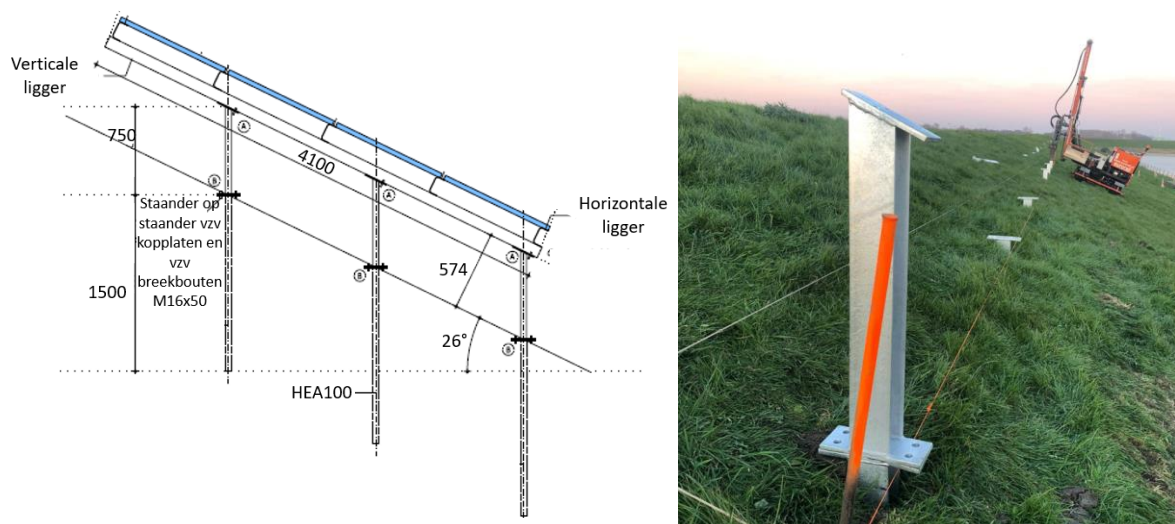 Verticale
ligger
750
A
4100
A
B
Staander op
staander vzv
kopplaten en
vzv
breekbouten
M16x50
Horizontale
ligger
A
574
B
1500
26°
B
HEA100